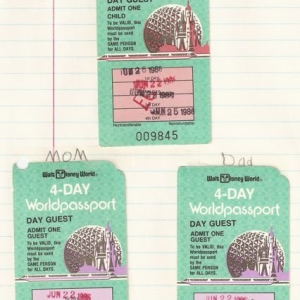 DAY GUEST
ADMIT ONE
CHILD
To be VALID, this
Worldpassport
must be used
by the
SAME PERSON
for ALL DAYS.
JUN 25 1986
009845
MOM
Dad
Walt Disney World
4-DAY
Worldpassport
DAY GUEST
ADMIT ONE
GUEST
To be VALID, this
Worldpassport
must be used
by the
SAME PERSON
for ALL DAYS.
JUN 22
Walt Disney World
4-DAY
Worldpassport
DAY GUEST
ADMIT ONE
GUEST
To be VALID, this
Worldpassport
must be used
by the
SAME PERSON
for ALL DAYS.
JUN 22